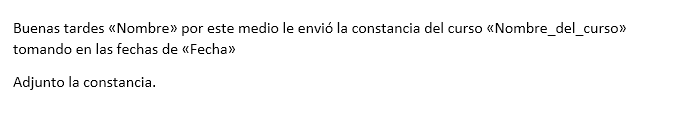 Buenas tardes «Nombre» por este medio le envió la constancia del curso «Nombre_del_curso»
tomando en las fechas de «Fecha»
Adjunto la constancia.